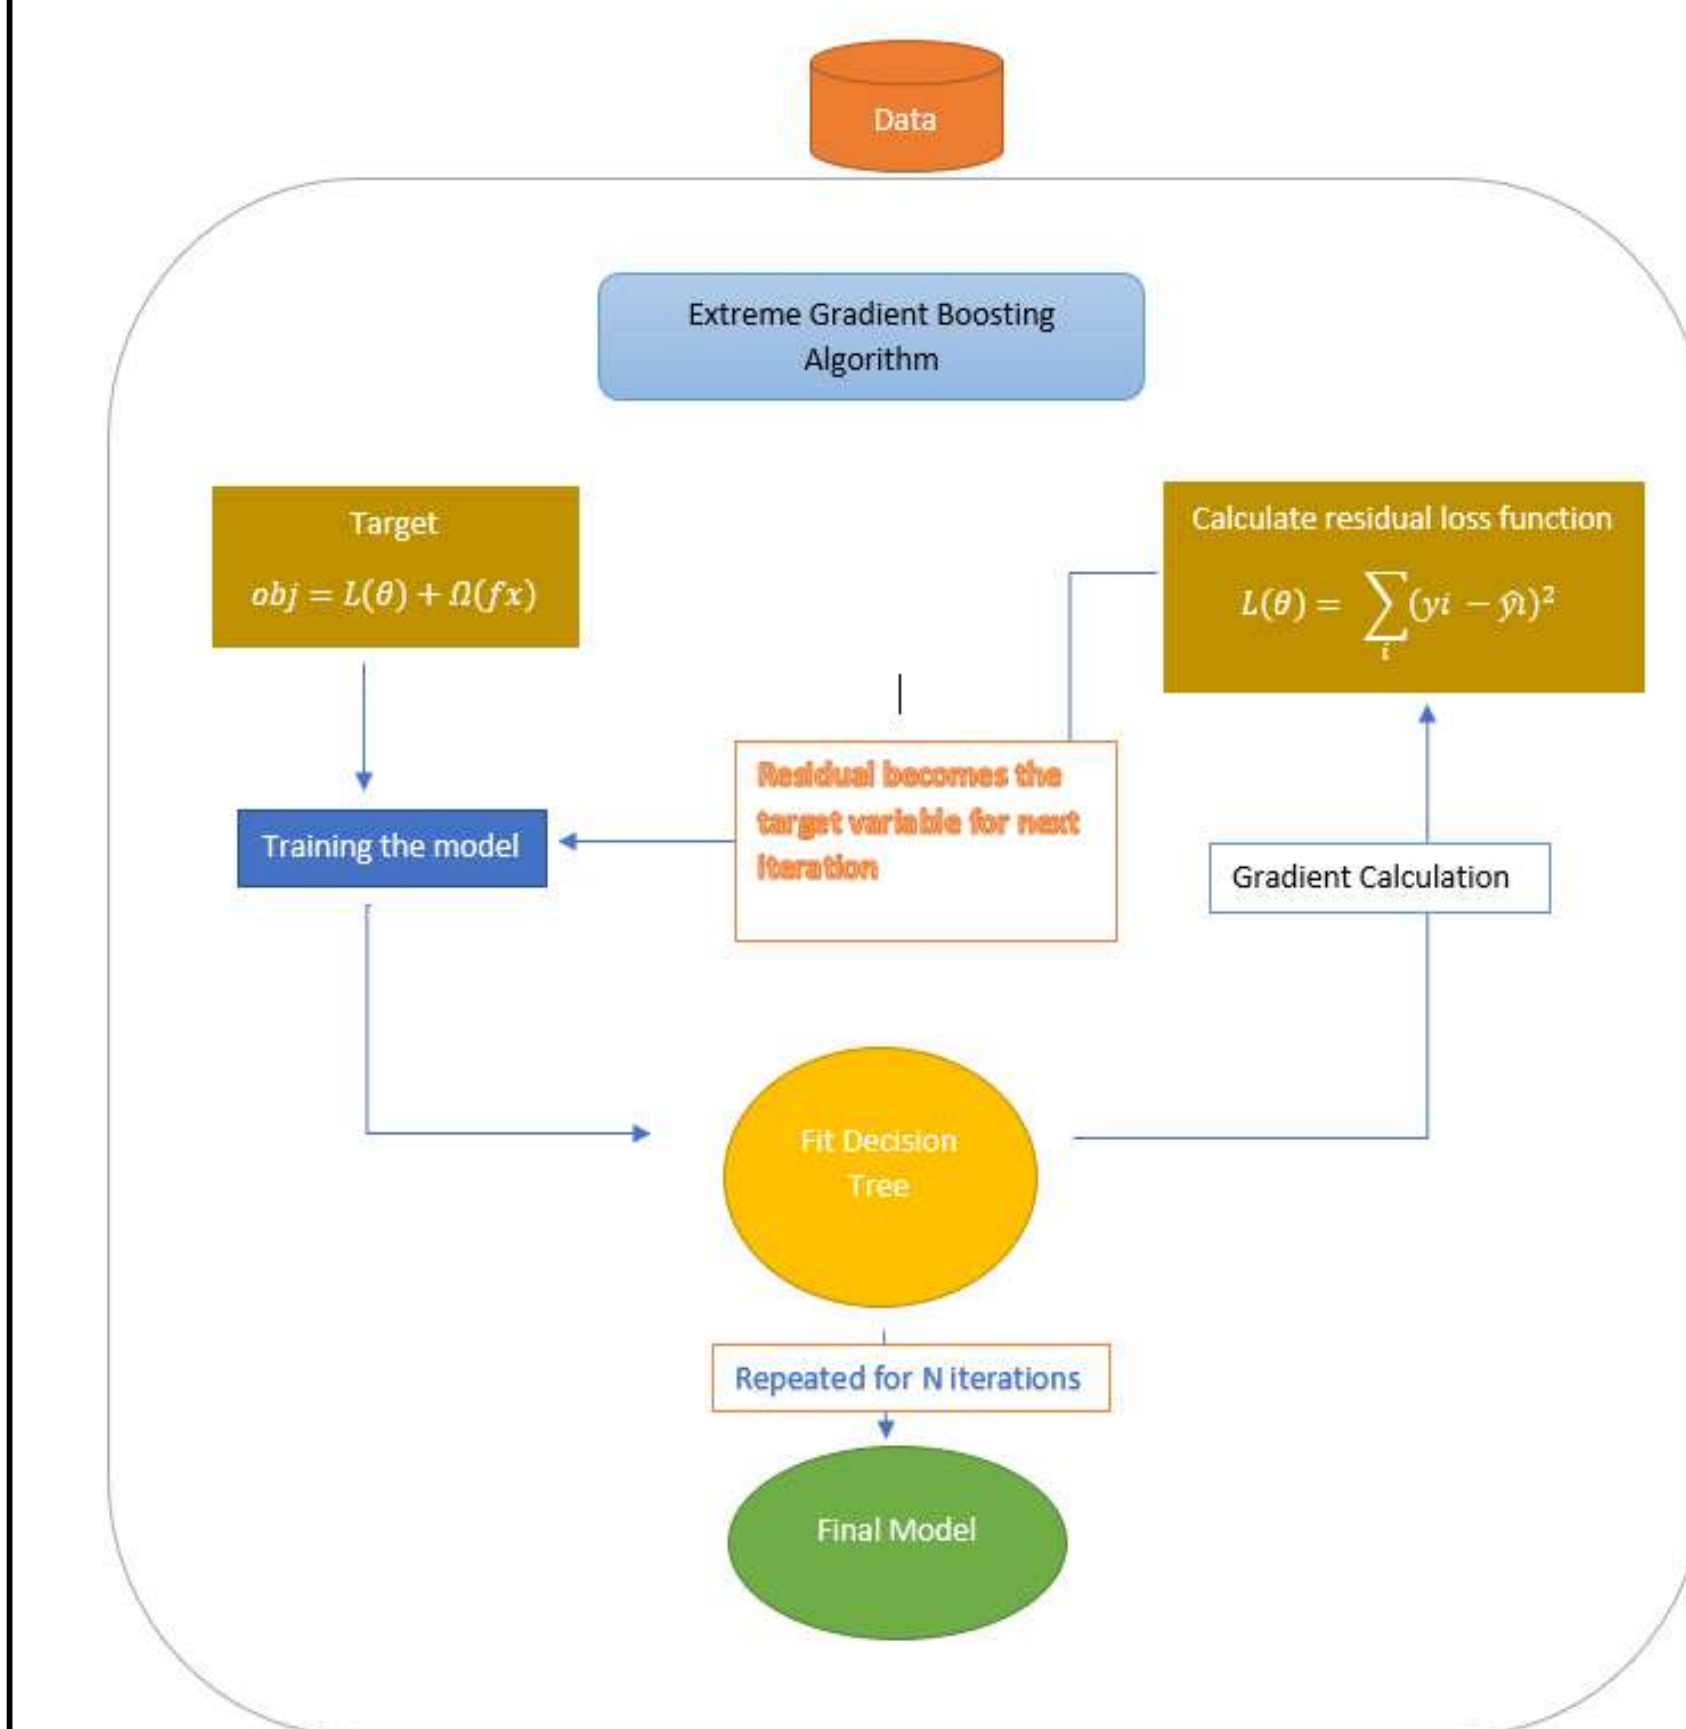 Data
Extreme Gradient Boosting
Algorithm
Target
obj = L(θ) + Ω(fx)
Calculate residual loss function
L(θ) = ∑(yi − ŷı)²
i
Residual becomes the
target variable for next
iteration
Training the model
Gradient Calculation
Fit Decision
Tree
Repeated for N iterations
Final Model